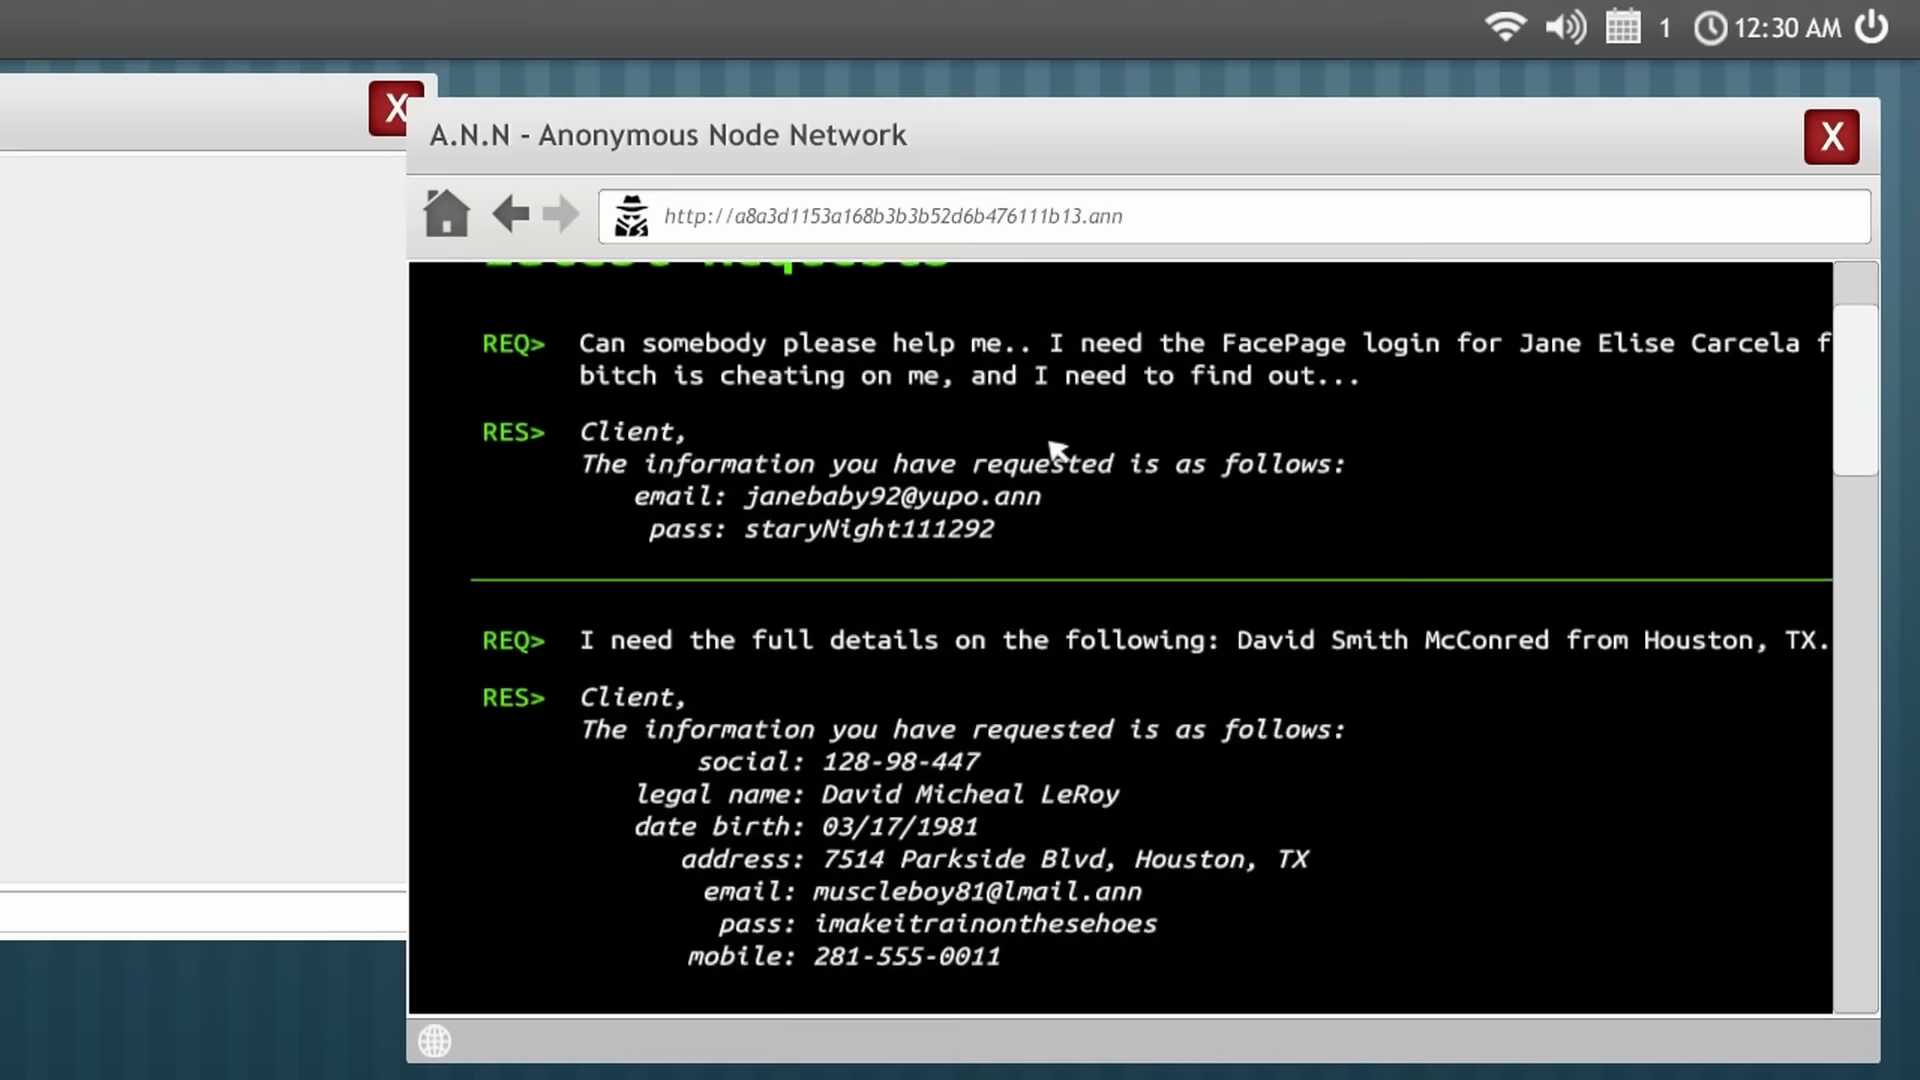 1 12:30 AM
X
A.N.N - Anonymous Node Network
X
http://a8a3d1153a168b3b3b52d6b476111b13.ann
Latest Requests
REQ> Can somebody please help me.. I need the FacePage login for Jane Elise Carcela f
bitch is cheating on me, and I need to find out...
RES> Client,
The information you have requested is as follows:
email: janebaby92@yupo.ann
pass: staryNight111292
REQ> I need the full details on the following: David Smith McConred from Houston, TX.
RES> Client,
The information you have requested is as follows:
social: 128-98-447
legal name: David Micheal LeRoy
date birth: 03/17/1981
address: 7514 Parkside Blvd, Houston, TX
email: muscleboy81@lmail.ann
pass: imakeitrainonthesehoes
mobile: 281-555-0011